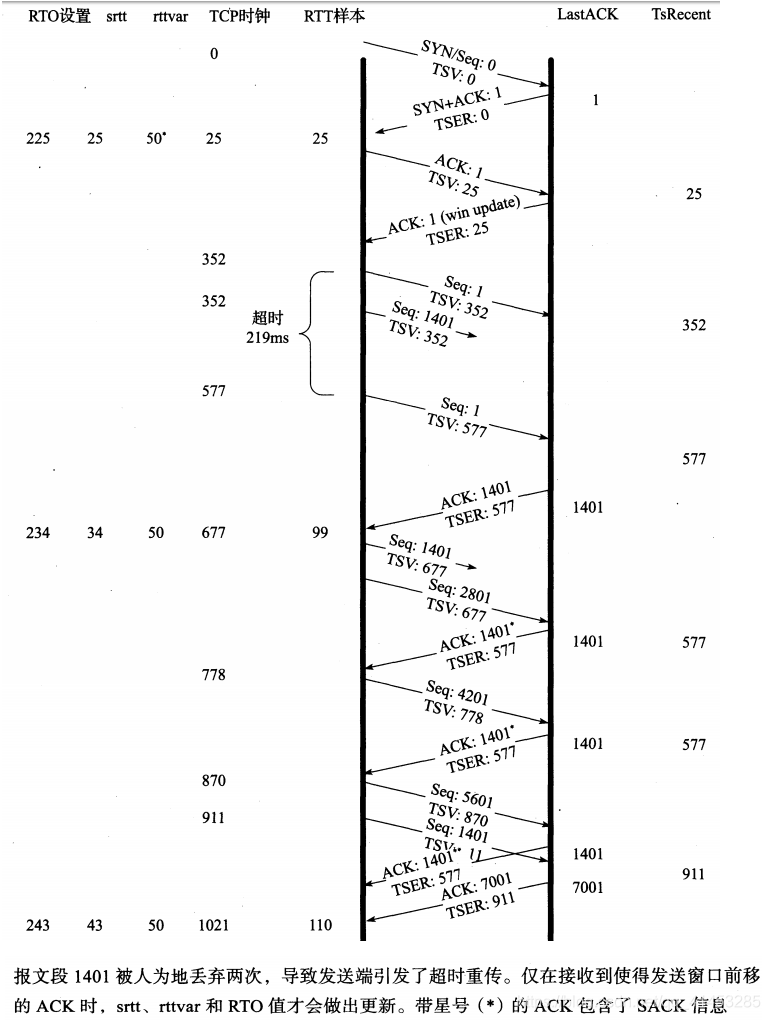 RTO设置 srtt rttvar TCP时钟 RTT样本 LastACK TsRecent
0
SYN/Seq: 0
TSV: 0
SYN+ACK: 1
TSER: 0
1
225 25 50* 25 25
ACK: 1
TSV: 25
25
ACK: 1 (win update)
TSER: 25
352
Seq: 1
TSV: 352
352
Seq: 1401
TSV: 352
超时
219ms
352
577
Seq: 1
TSV: 577
577
ACK: 1401
TSER: 577
1401
234 34 50 677 99
Seq: 1401
TSV: 677
Seq: 2801
TSV: 677
ACK: 1401*
TSER: 577
1401 577
778
Seq: 4201
TSV: 778
ACK: 1401*
TSER: 577
1401 577
870
Seq: 5601
TSV: 870
911
Seq: 1401
TSV:
ACK: 1401*
TSER: 577
1401
911
ACK: 7001
TSER: 911
7001
243 43 50 1021 110
报文段 1401 被人为地丢弃两次，导致发送端引发了超时重传。仅在接收到使得发送窗口前移
的 ACK 时，srtt、rttvar 和 RTO 值才会做出更新。带星号（*）的 ACK 包含了 SACK 信息